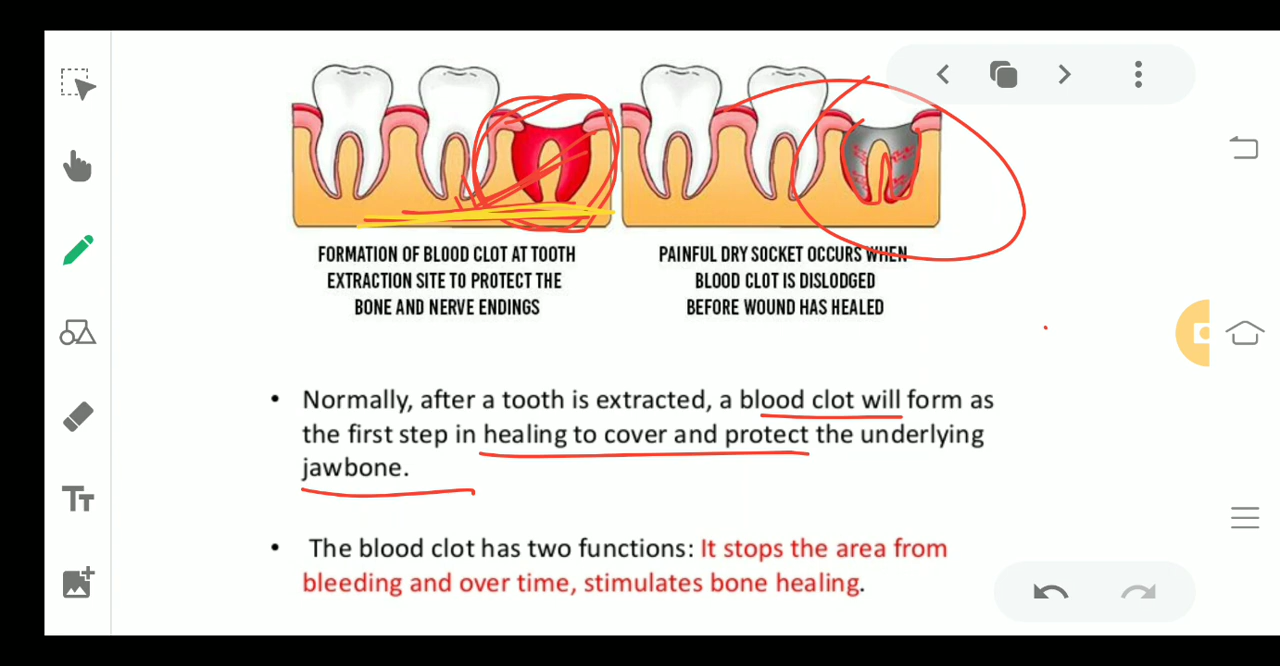 FORMATION OF BLOOD CLOT AT TOOTH
EXTRACTION SITE TO PROTECT THE
BONE AND NERVE ENDINGS
PAINFUL DRY SOCKET OCCURS WHEN
BLOOD CLOT IS DISLODGED
BEFORE WOUND HAS HEALED
• Normally, after a tooth is extracted, a blood clot will form as
the first step in healing to cover and protect the underlying
jawbone.
• The blood clot has two functions: It stops the area from
bleeding and over time, stimulates bone healing.
TT